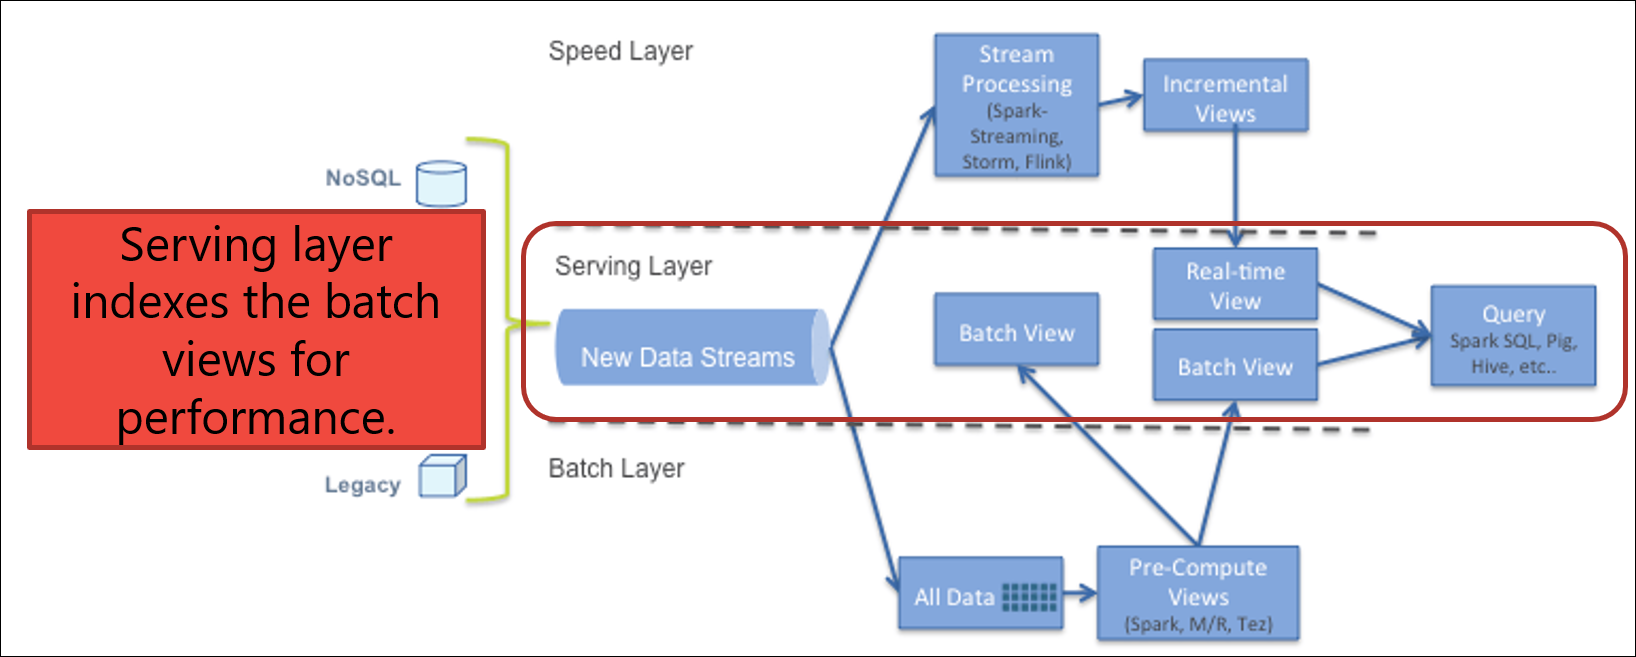 Speed Layer
Stream
Processing
(Spark-
Streaming,
Storm, Flink)
Incremental
Views
NoSQL
Serving layer
indexes the batch
views for
performance.
Legacy
Serving Layer
New Data Streams
Batch View
Real-time
View
Batch View
Query
Spark SQL, Pig,
Hive, etc..
Batch Layer
All Data
Pre-Compute
Views
(Spark, M/R, Tez)